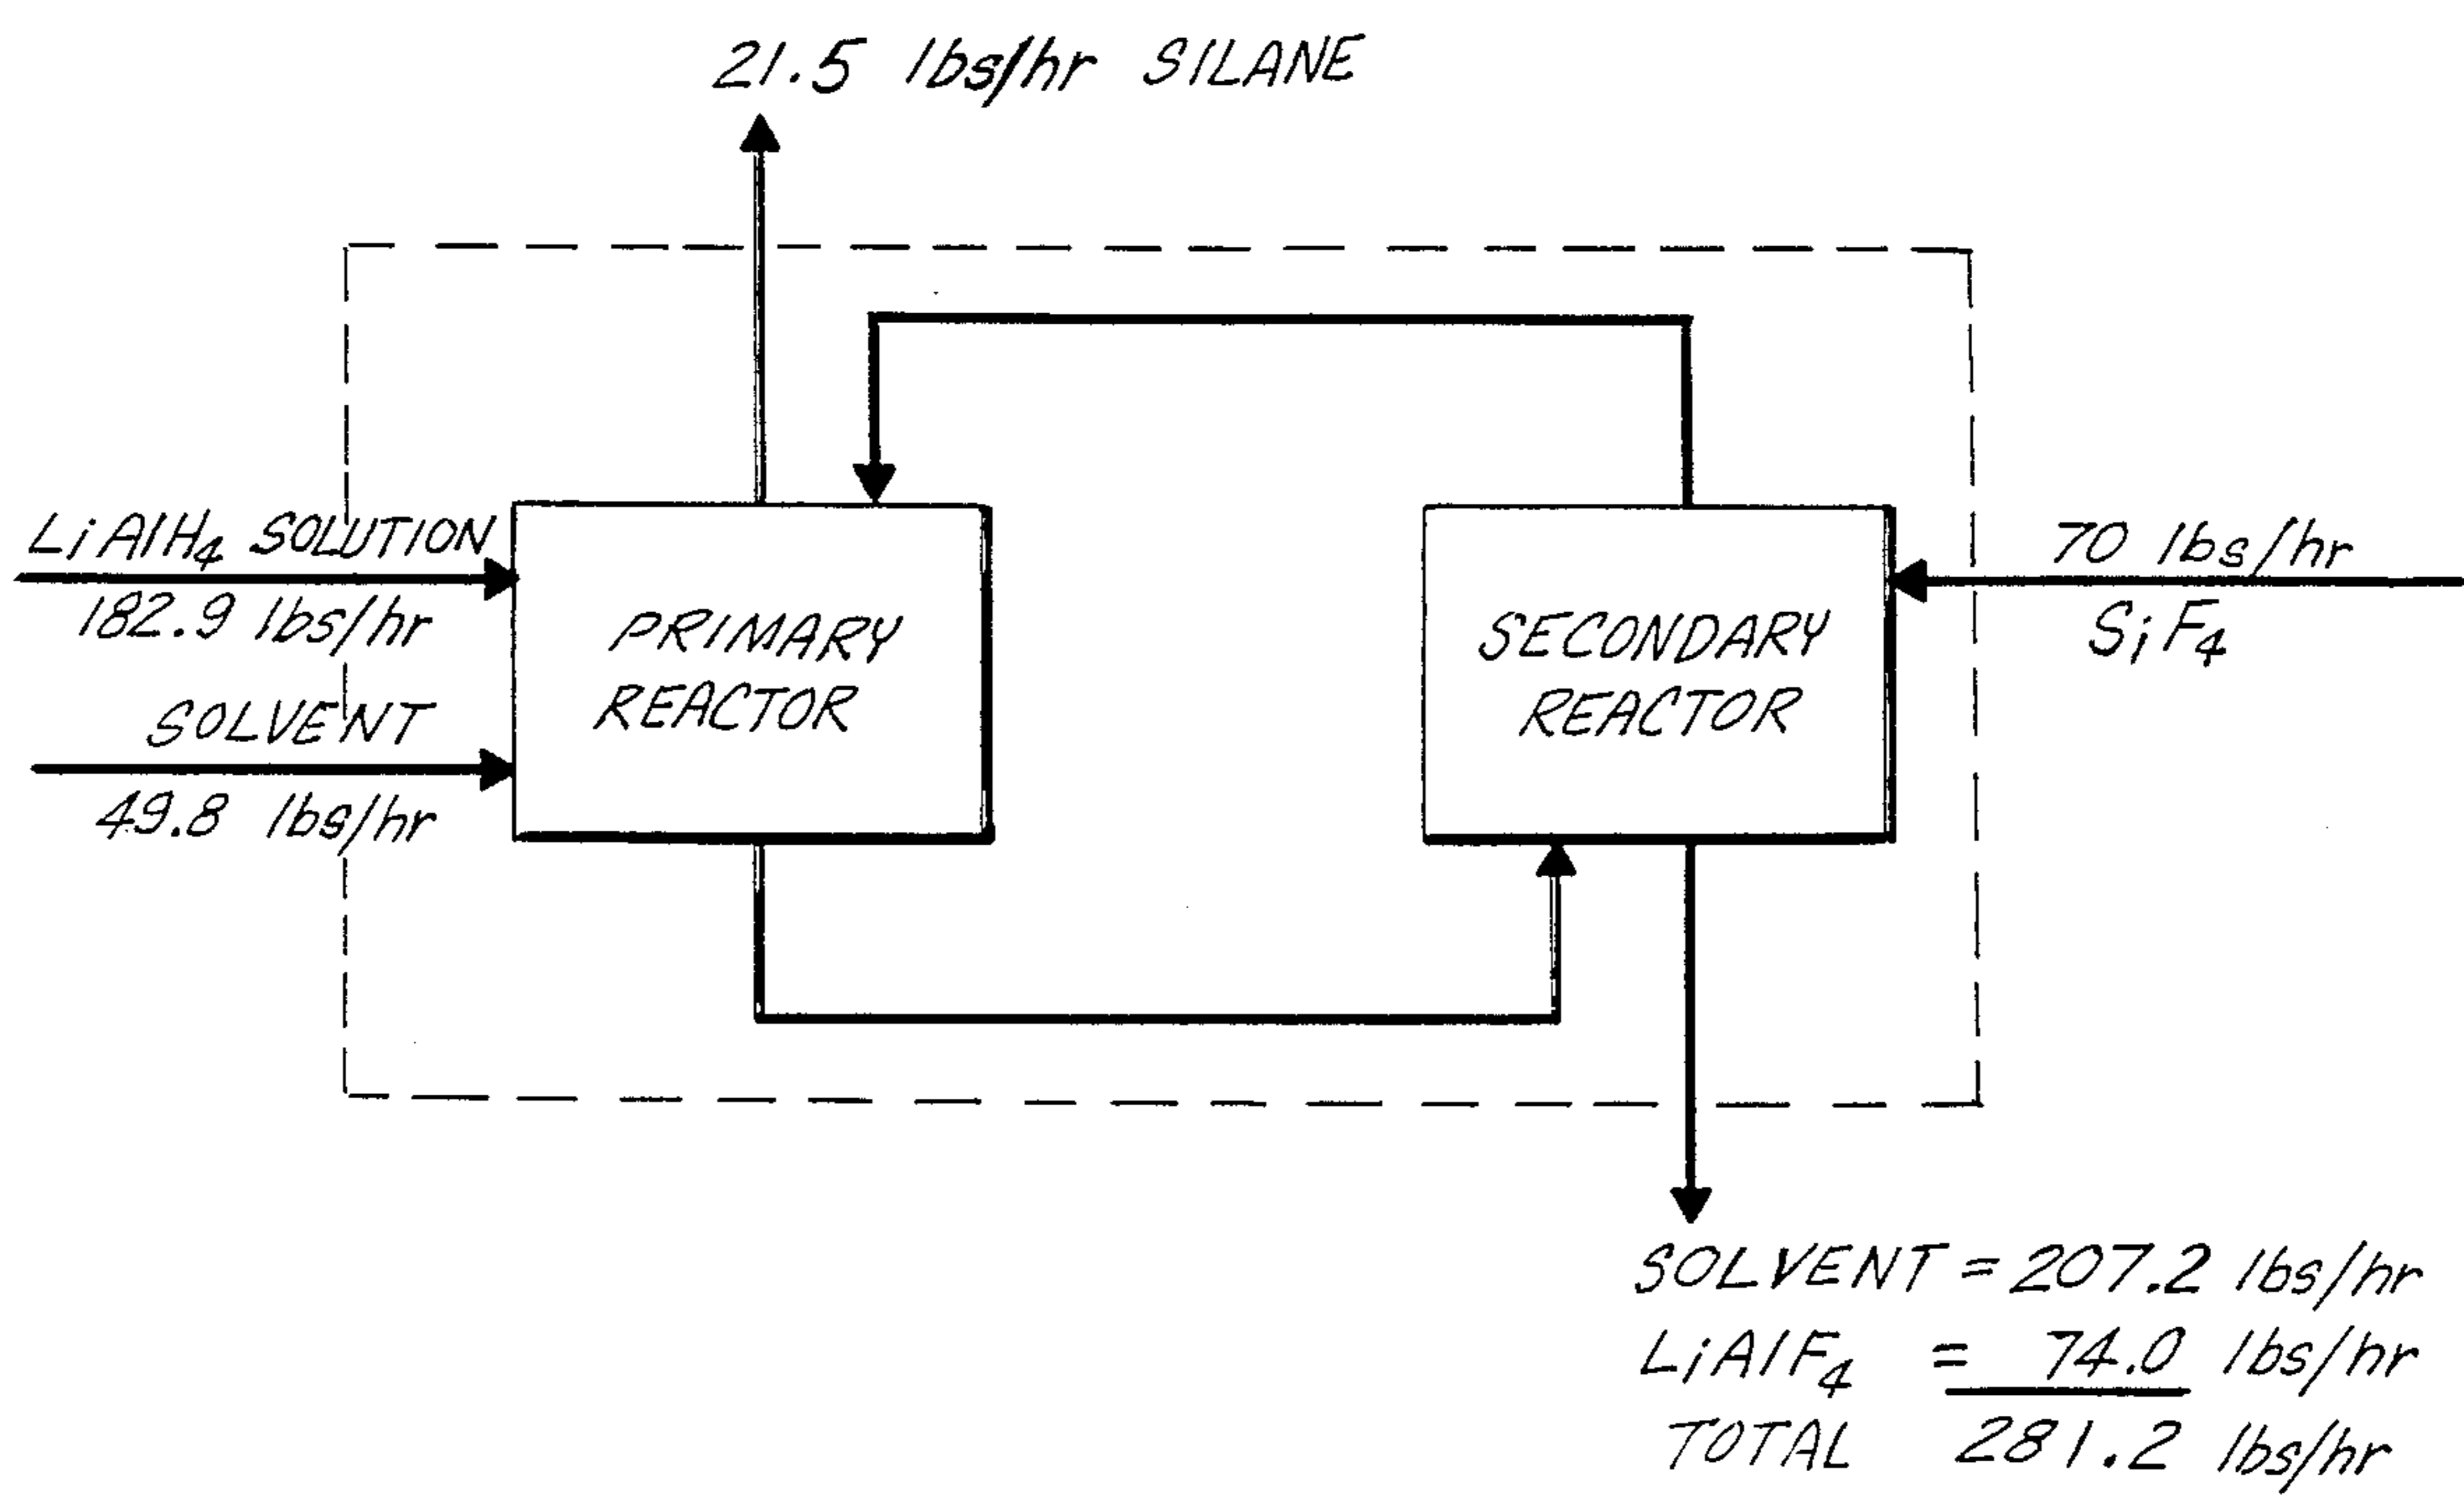 21.5 lbs/hr SILANE
LiAlH₄ SOLUTION
182.9 lbs/hr
SOLVENT
49.8 lbs/hr
PRIMARY
REACTOR
SECONDARY
REACTOR
70 lbs/hr
SiF₄
SOLVENT = 207.2 lbs/hr
LiAlF₄ = 74.0 lbs/hr
TOTAL 281.2 lbs/hr